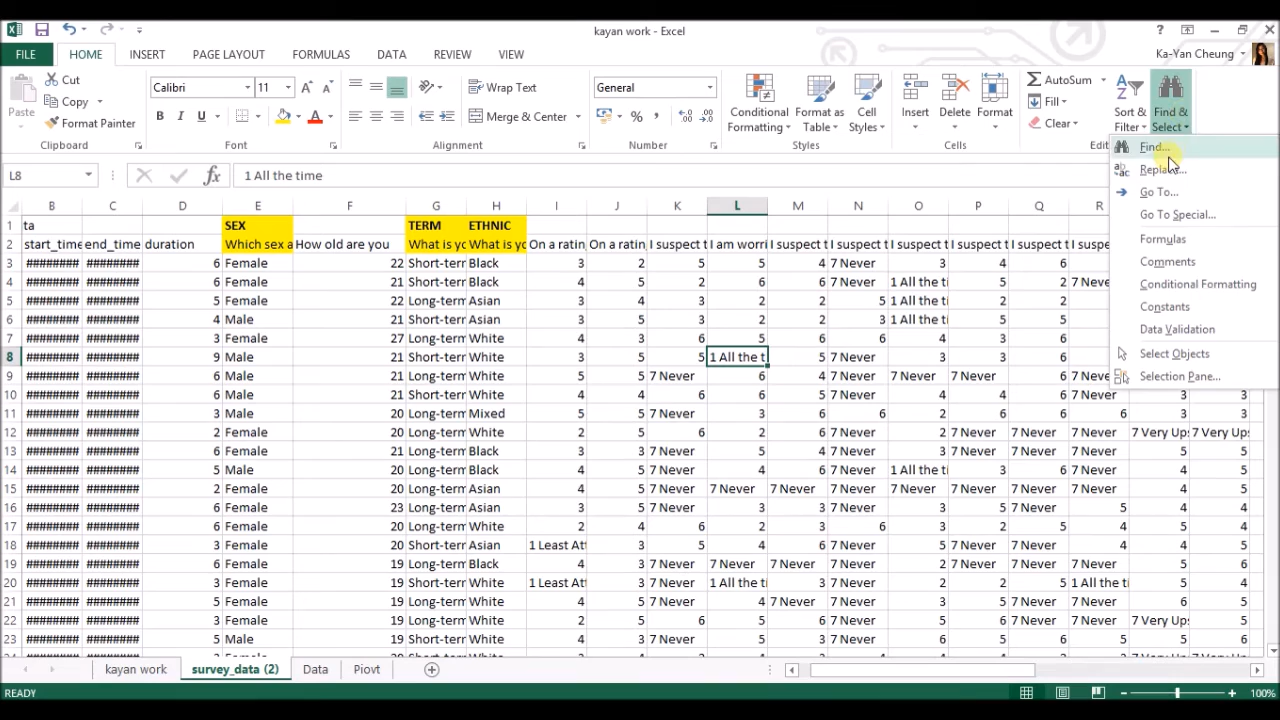 kayan work - Excel
FILE HOME INSERT PAGE LAYOUT FORMULAS DATA REVIEW VIEW Ka-Yan Cheung
Cut
Copy
Format Painter
Paste
Clipboard
Calibri 11
B I U
Font
Wrap Text
Merge & Center
Alignment
General
% ,
Number
Conditional Formatting
Format as Table
Cell Styles
Styles
Insert Delete Format
AutoSum
Fill
Clear
Sort & Filter
Find & Select
Find...
Go To...
Go To Special...
Formulas
Comments
Conditional Formatting
Constants
Data Validation
Select Objects
Selection Pane...
L8 fx 1 All the time
B C D E F G H I J K L M N O P Q R
1 ta SEX TERM ETHNIC
2 start_time end_time duration Which sex a How old are you What is yo What is yo On a ratin On a ratin I suspect t I am worri I suspect t I suspect t I suspect t I suspect t I suspect t
3 ######## ######## 6 Female 22 Short-term Black 3 2 5 5 4 7 Never 3 4 6
4 ######## ######## 6 Female 21 Short-term Black 4 5 2 6 6 7 Never 1 All the ti 5 2 7 Never
5 ######## ######## 5 Female 22 Long-term Asian 3 4 3 2 2 5 1 All the ti 2 2
6 ######## ######## 4 Male 21 Short-term Asian 3 5 3 2 2 3 1 All the ti 5 5
7 ######## ######## 3 Female 27 Long-term White 4 3 6 5 6 6 4 3 6
8 ######## ######## 9 Male 21 Short-term White 3 5 5 1 All the t 5 7 Never 3 3 6
9 ######## ######## 6 Male 21 Long-term White 5 5 7 Never 6 4 7 Never 7 Never 7 Never 5
10 ######## ######## 6 Male 21 Short-term White 4 4 6 6 6 5 4 4 6 6 3 3
11 ######## ######## 3 Male 20 Long-term Mixed 5 5 7 Never 3 6 6 2 6 6 6 3 3
12 ######## ######## 2 Female 20 Long-term White 2 5 6 2 6 7 Never 2 7 Never 7 Never 7 Never 7 Very Ups 7 Very Ups
13 ######## ######## 6 Female 21 Long-term Black 3 5 7 Never 5 4 7 Never 3 7 Never 7 Never 7 Never 4 5
14 ######## ######## 5 Male 20 Long-term Black 4 5 7 Never 4 6 7 Never 1 All the ti 3 6 7 Never 5 5
15 ######## ######## 2 Female 20 Long-term Asian 4 5 7 Never 7 Never 7 Never 7 Never 7 Never 7 Never 7 Never 7 Never 4 5
16 ######## ######## 6 Female 23 Long-term Asian 5 4 7 Never 3 3 7 Never 2 7 Never 7 Never 5 4 5
17 ######## ######## 6 Female 20 Long-term White 2 4 6 2 3 6 3 2 5 4 5 4
18 ######## ######## 3 Female 20 Short-term Asian 1 Least Att 3 5 4 6 7 Never 5 7 Never 7 Never 4 4 5
19 ######## ######## 6 Female 19 Long-term Black 4 3 7 Never 7 Never 7 Never 7 Never 2 7 Never 7 Never 7 Never 5 6
20 ######## ######## 3 Female 19 Short-term White 1 Least Att 3 7 Never 1 All the ti 3 7 Never 2 2 5 1 All the ti 5 4
21 ######## ######## 5 Female 19 Long-term White 4 5 7 Never 4 7 Never 7 Never 3 5 7 Never 7 Never 6 5
22 ######## ######## 3 Female 19 Long-term White 2 5 6 5 6 7 Never 5 7 Never 7 Never 7 Never 7 Very Ups 5
23 ######## ######## 5 Male 19 Short-term White 4 3 7 Never 5 3 7 Never 6 5 6 6 4 5
kayan work survey_data (2) Data Piovt
READY 100%